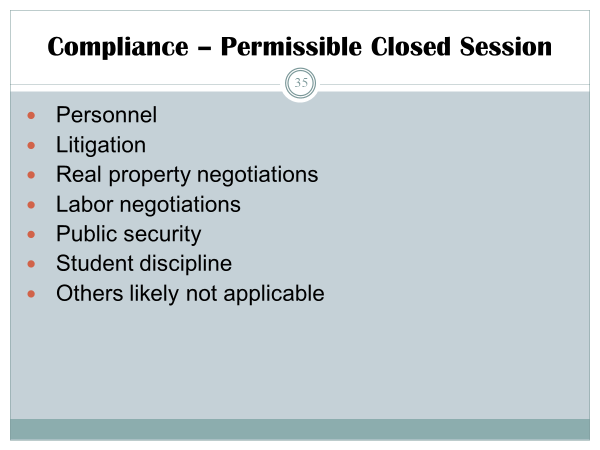 Compliance – Permissible Closed Session
35
• Personnel
• Litigation
• Real property negotiations
• Labor negotiations
• Public security
• Student discipline
• Others likely not applicable